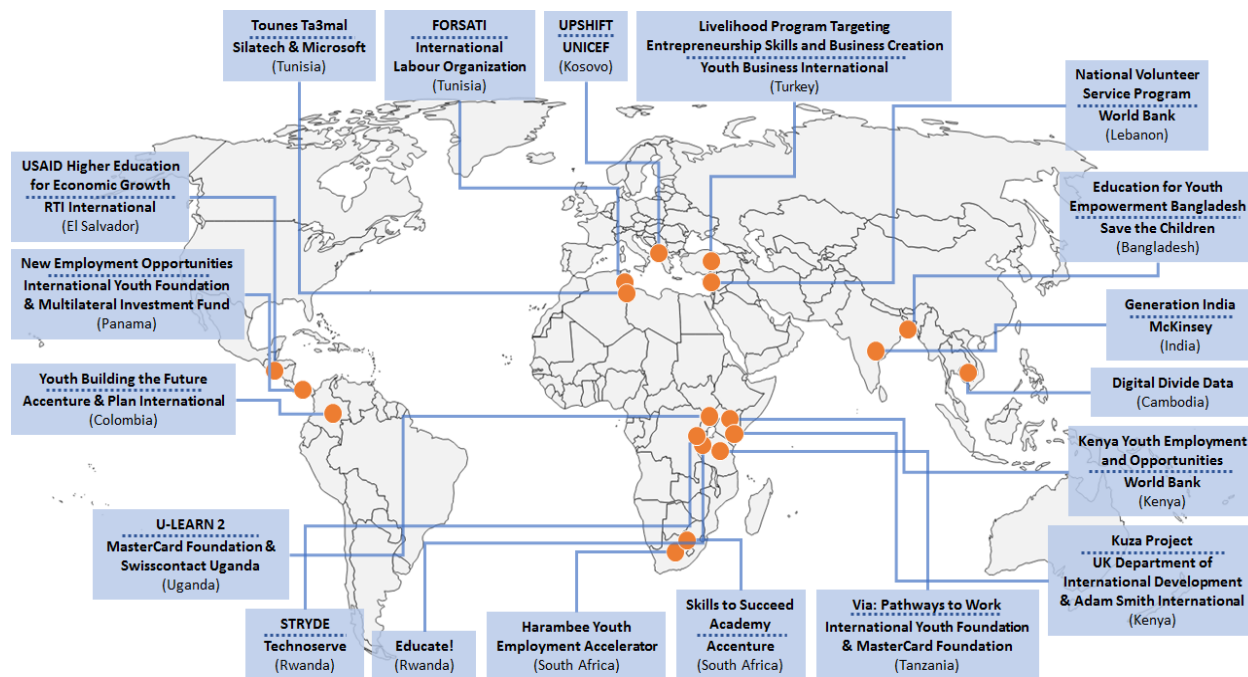 Tounes Ta3mal
Silatech & Microsoft
(Tunisia)
FORSATI
International
Labour Organization
(Tunisia)
UPSHIFT
UNICEF
(Kosovo)
Livelihood Program Targeting
Entrepreneurship Skills and Business Creation
Youth Business International
(Turkey)
National Volunteer
Service Program
World Bank
(Lebanon)
USAID Higher Education
for Economic Growth
RTI International
(El Salvador)
Education for Youth
Empowerment Bangladesh
Save the Children
(Bangladesh)
New Employment Opportunities
International Youth Foundation
& Multilateral Investment Fund
(Panama)
Generation India
McKinsey
(India)
Youth Building the Future
Accenture & Plan International
(Colombia)
Digital Divide Data
(Cambodia)
Kenya Youth Employment
and Opportunities
World Bank
(Kenya)
U-LEARN 2
MasterCard Foundation &
Swisscontact Uganda
(Uganda)
Kuza Project
UK Department of
International Development
& Adam Smith International
(Kenya)
STRYDE
Technoserve
(Rwanda)
Educate!
(Rwanda)
Harambee Youth
Employment Accelerator
(South Africa)
Skills to Succeed
Academy
Accenture
(South Africa)
Via: Pathways to Work
International Youth Foundation
& MasterCard Foundation
(Tanzania)